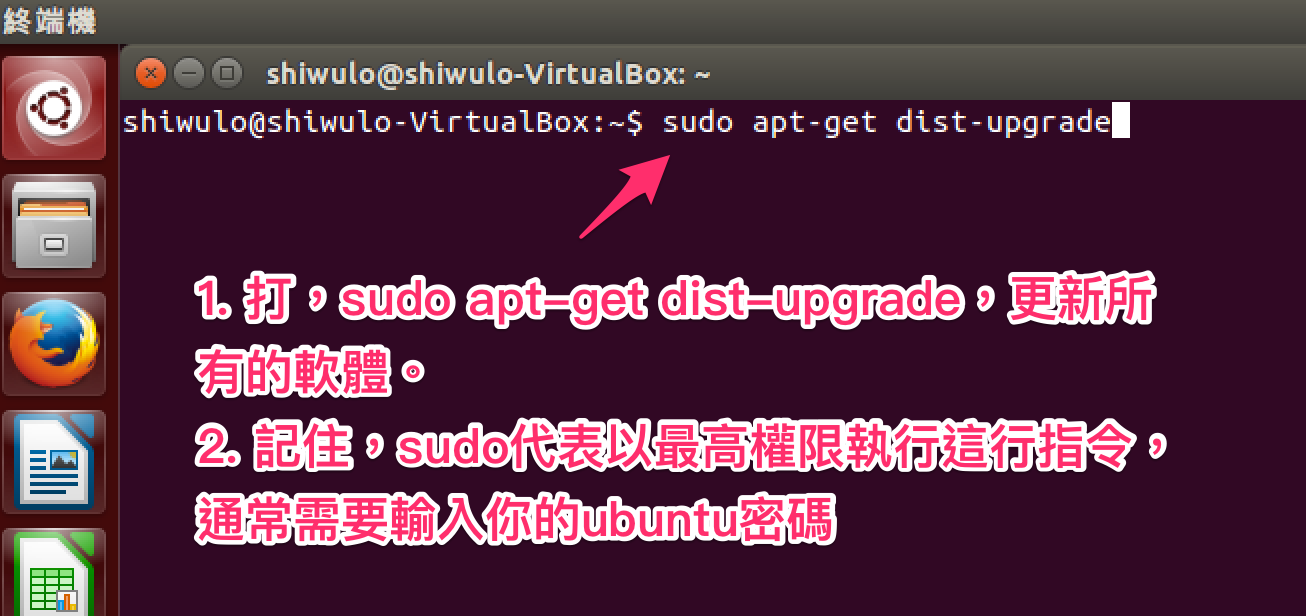 終端機
shiwulo@shiwulo-VirtualBox: ~
shiwulo@shiwulo-VirtualBox:~$ sudo apt-get dist-upgrade
1. 打，sudo apt-get dist-upgrade，更新所
有的軟體。
2. 記住，sudo代表以最高權限執行這行指令，
通常需要輸入你的ubuntu密碼